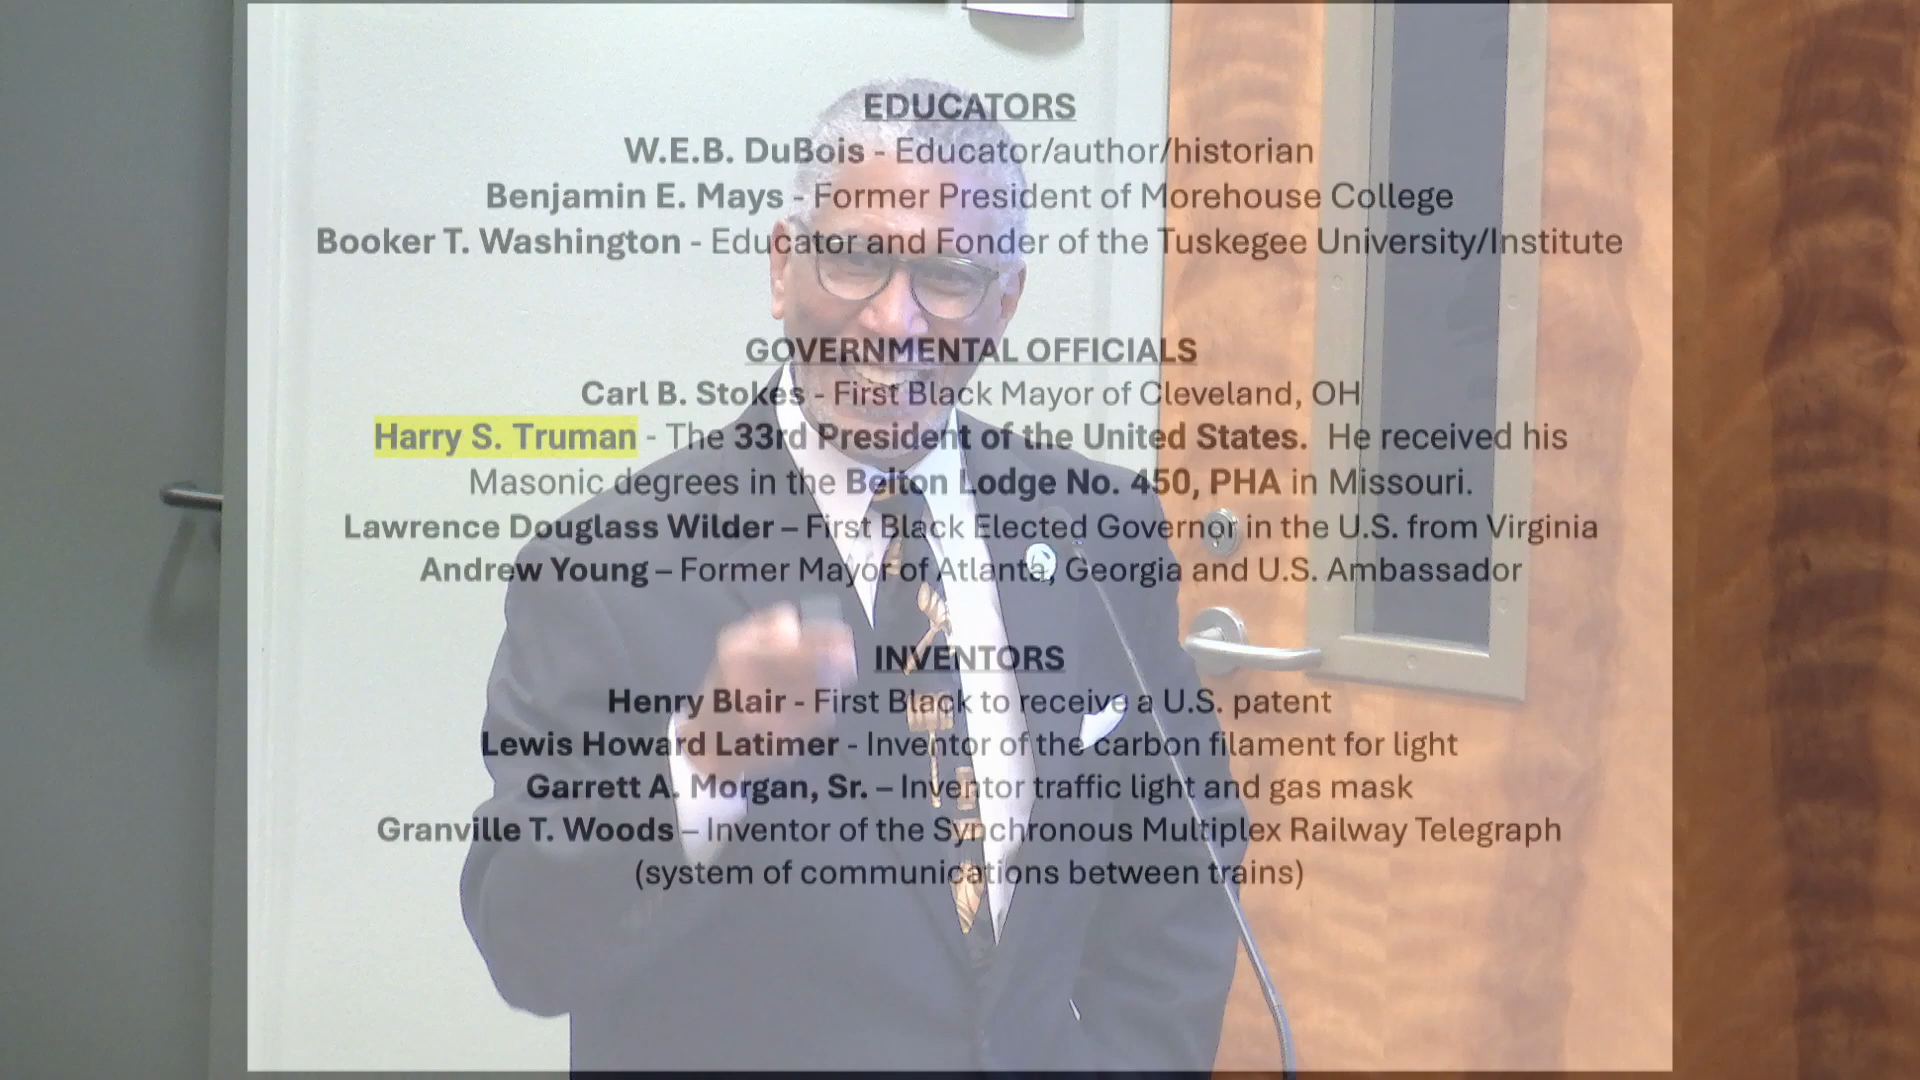 EDUCATORS
W.E.B. DuBois - Educator/author/historian
Benjamin E. Mays - Former President of Morehouse College
Booker T. Washington - Educator and Fonder of the Tuskegee University/Institute
GOVERNMENTAL OFFICIALS
Carl B. Stokes - First Black Mayor of Cleveland, OH
Harry S. Truman - The 33rd President of the United States. He received his
Masonic degrees in the Belton Lodge No. 450, PHA in Missouri.
Lawrence Douglass Wilder – First Black Elected Governor in the U.S. from Virginia
Andrew Young – Former Mayor of Atlanta, Georgia and U.S. Ambassador
INVENTORS
Henry Blair - First Black to receive a U.S. patent
Lewis Howard Latimer - Inventor of the carbon filament for light
Garrett A. Morgan, Sr. – Inventor traffic light and gas mask
Granville T. Woods – Inventor of the Synchronous Multiplex Railway Telegraph
(system of communications between trains)